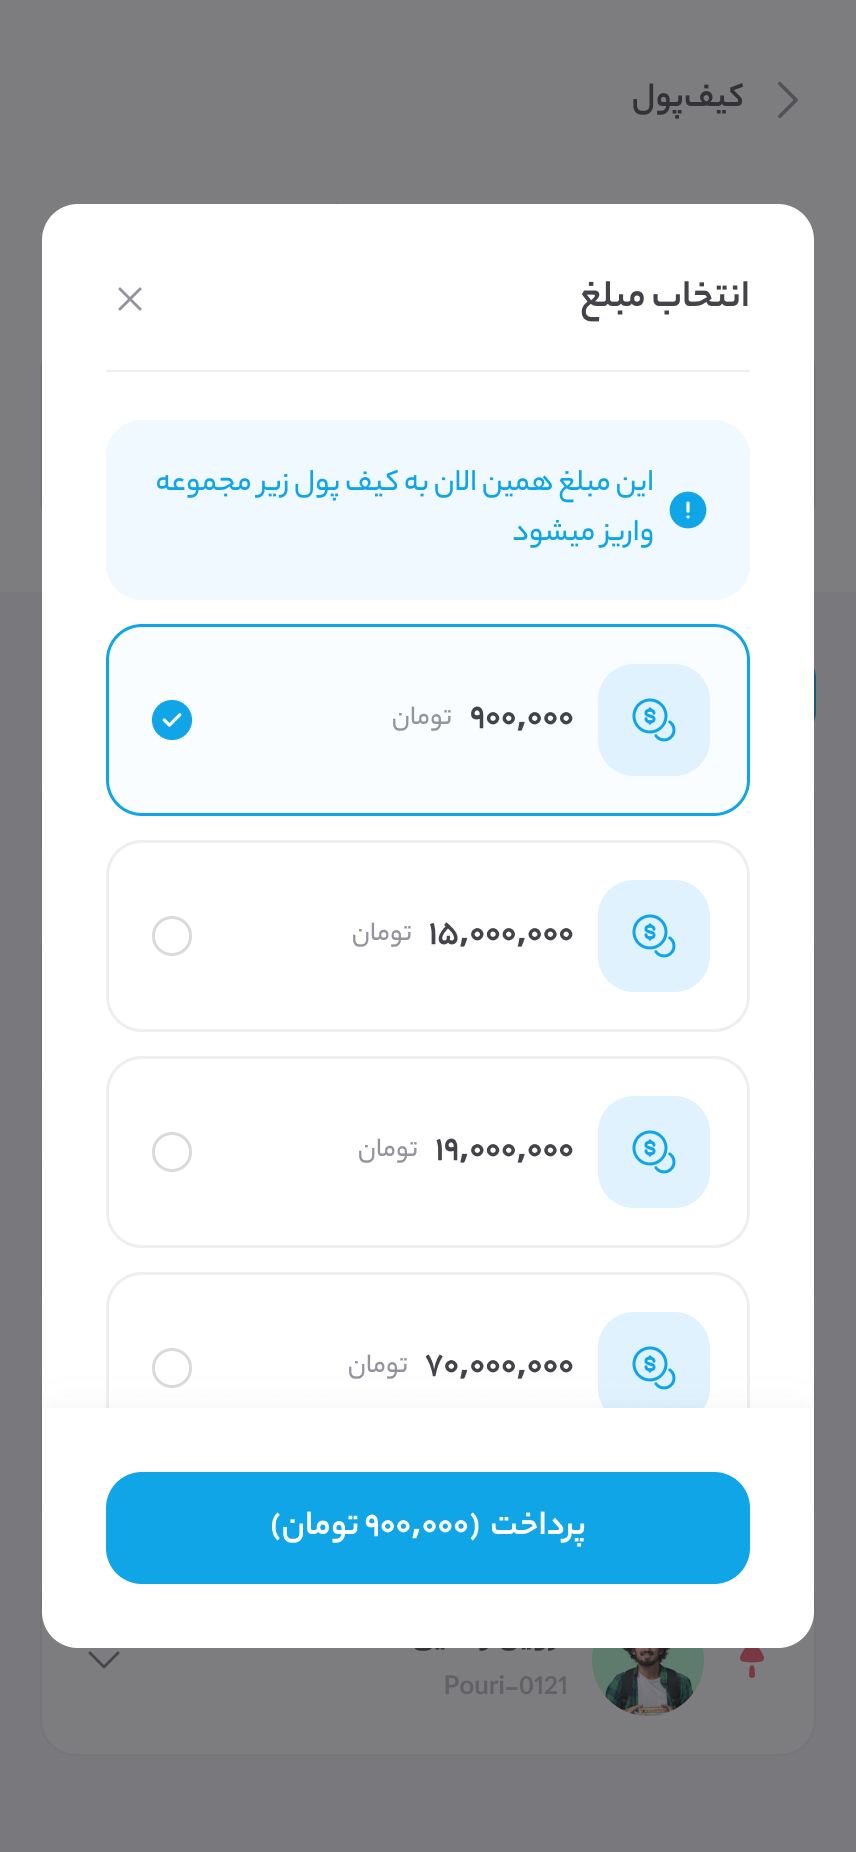 کیف‌پول
انتخاب مبلغ
این مبلغ همین الان به کیف پول زیر مجموعه
واریز میشود
۹۰۰,۰۰۰ تومان
۱۵,۰۰۰,۰۰۰ تومان
۱۹,۰۰۰,۰۰۰ تومان
۷۰,۰۰۰,۰۰۰ تومان
پرداخت (۹۰۰,۰۰۰ تومان)
Pouri-0121